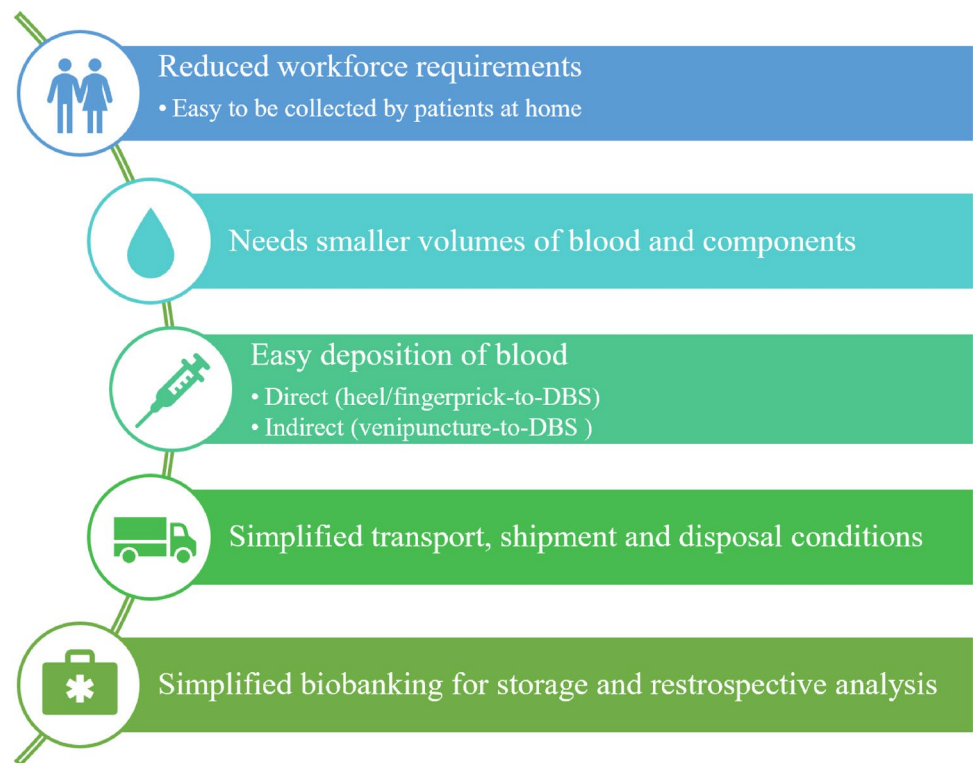 Reduced workforce requirements
• Easy to be collected by patients at home
Needs smaller volumes of blood and components
Easy deposition of blood
• Direct (heel/fingerprick-to-DBS)
• Indirect (venipuncture-to-DBS )
Simplified transport, shipment and disposal conditions
Simplified biobanking for storage and restrospective analysis